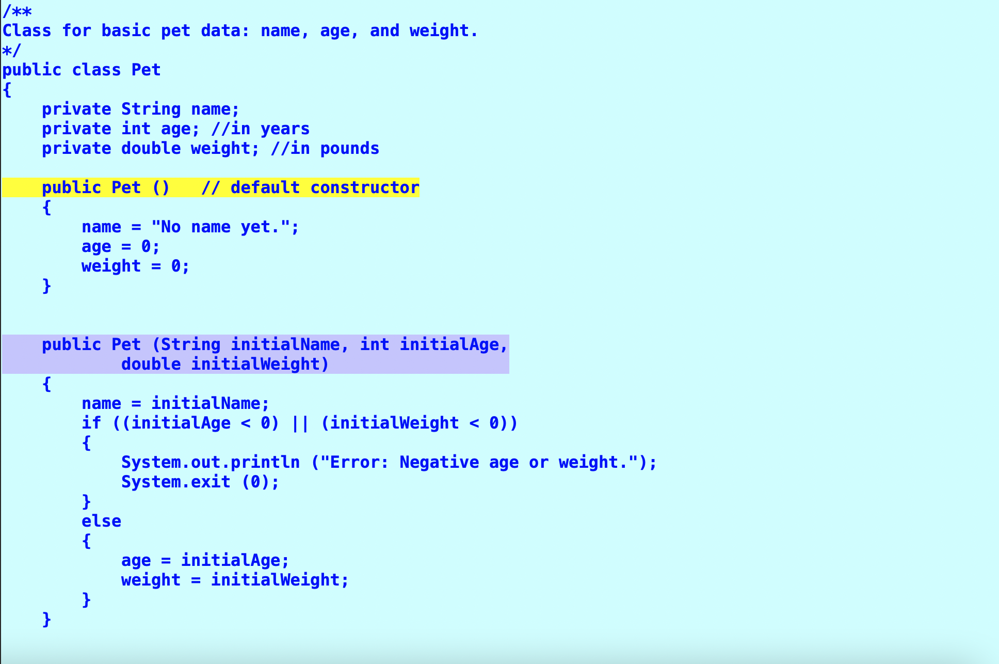 /**
Class for basic pet data: name, age, and weight.
*/
public class Pet
{
    private String name;
    private int age; //in years
    private double weight; //in pounds

    public Pet ()   // default constructor
    {
        name = "No name yet.";
        age = 0;
        weight = 0;
    }


    public Pet (String initialName, int initialAge,
            double initialWeight)
    {
        name = initialName;
        if ((initialAge < 0) || (initialWeight < 0))
        {
            System.out.println ("Error: Negative age or weight.");
            System.exit (0);
        }
        else
        {
            age = initialAge;
            weight = initialWeight;
        }
    }